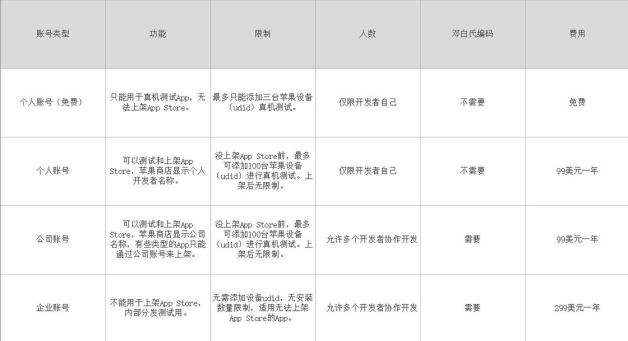 账号类型
功能
限制
人数
邓白氏编码
费用
个人账号（免费）
只能用于真机测试App，无
法上架App Store。
最多只能添加三台苹果设备
（udid）真机测试。
仅限开发者自己
不需要
免费
个人账号
可以测试和上架App
Store，苹果商店显示个人
开发者名称。
没上架App Store前，最多
可添加100台苹果设备
（udid）进行真机测试。上
架后无限制。
仅限开发者自己
不需要
99美元一年
公司账号
可以测试和上架App
Store，苹果商店显示公司
名称，有些类型的App只能
通过公司账号来上架。
没上架App Store前，最多
可添加100台苹果设备
（udid）进行真机测试。上
架后无限制。
允许多个开发者协作开发
需要
99美元一年
企业账号
不能用于上架App Store，
内部分发测试用。
无需添加设备udid，无安装
数量限制，适用无法上架
App Store的App。
允许多个开发者协作开发
需要
299美元一年